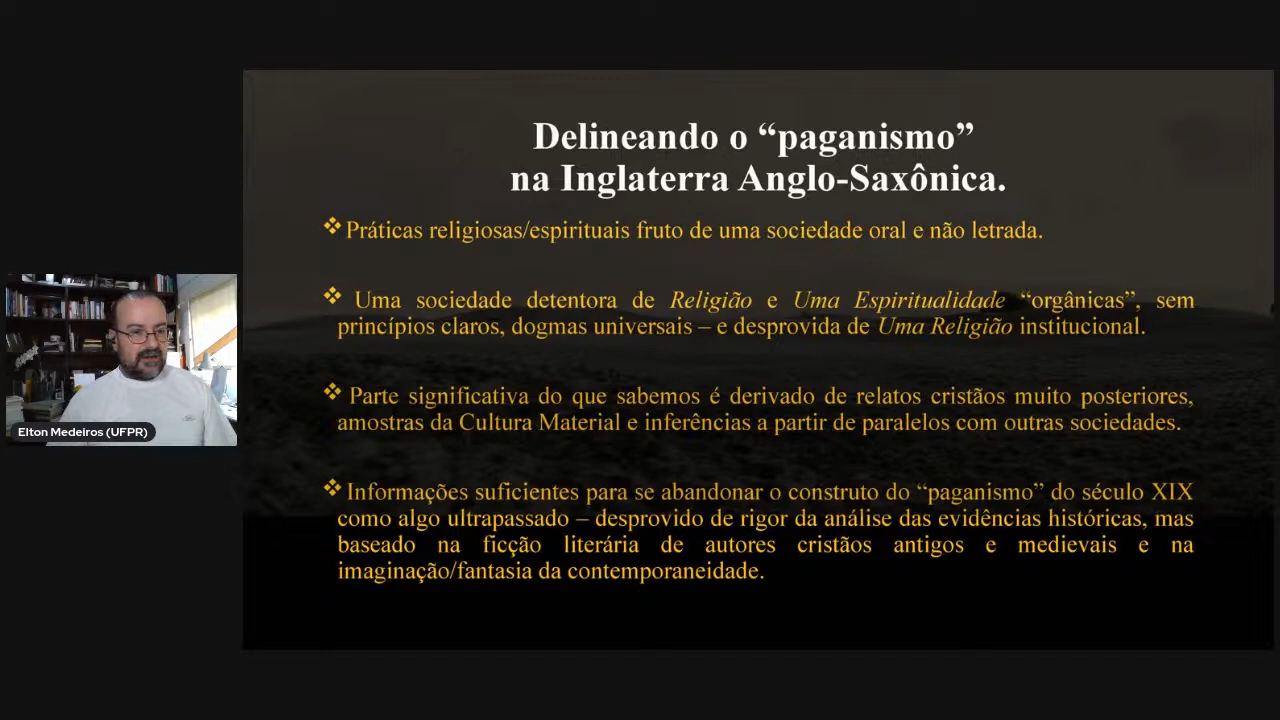 Delineando o “paganismo”
na Inglaterra Anglo-Saxônica.
❖Práticas religiosas/espirituais fruto de uma sociedade oral e não letrada.
❖ Uma sociedade detentora de Religião e Uma Espiritualidade “orgânicas”, sem
princípios claros, dogmas universais – e desprovida de Uma Religião institucional.
❖ Parte significativa do que sabemos é derivado de relatos cristãos muito posteriores,
amostras da Cultura Material e inferências a partir de paralelos com outras sociedades.
❖Informações suficientes para se abandonar o construto do “paganismo” do século XIX
como algo ultrapassado – desprovido de rigor da análise das evidências históricas, mas
baseado na ficção literária de autores cristãos antigos e medievais e na
imaginação/fantasia da contemporaneidade.
Elton Medeiros (UFPR)